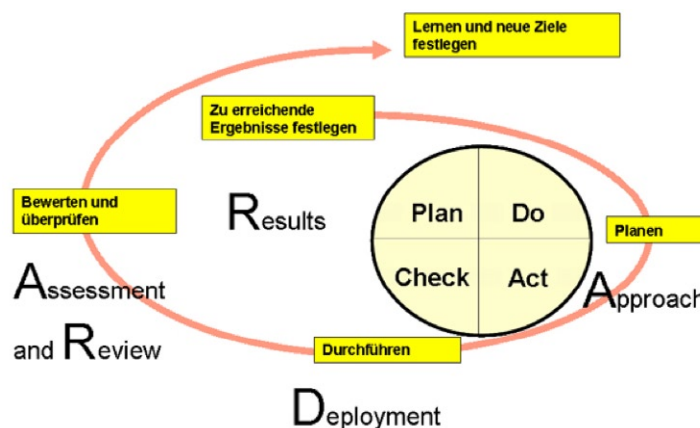 Lernen und neue Ziele
festlegen
Zu erreichende
Ergebnisse festlegen
Bewerten und
überprüfen
Results
Plan
Do
Planen
Check
Act
Assessment
and Review
Approach
Durchführen
Deployment